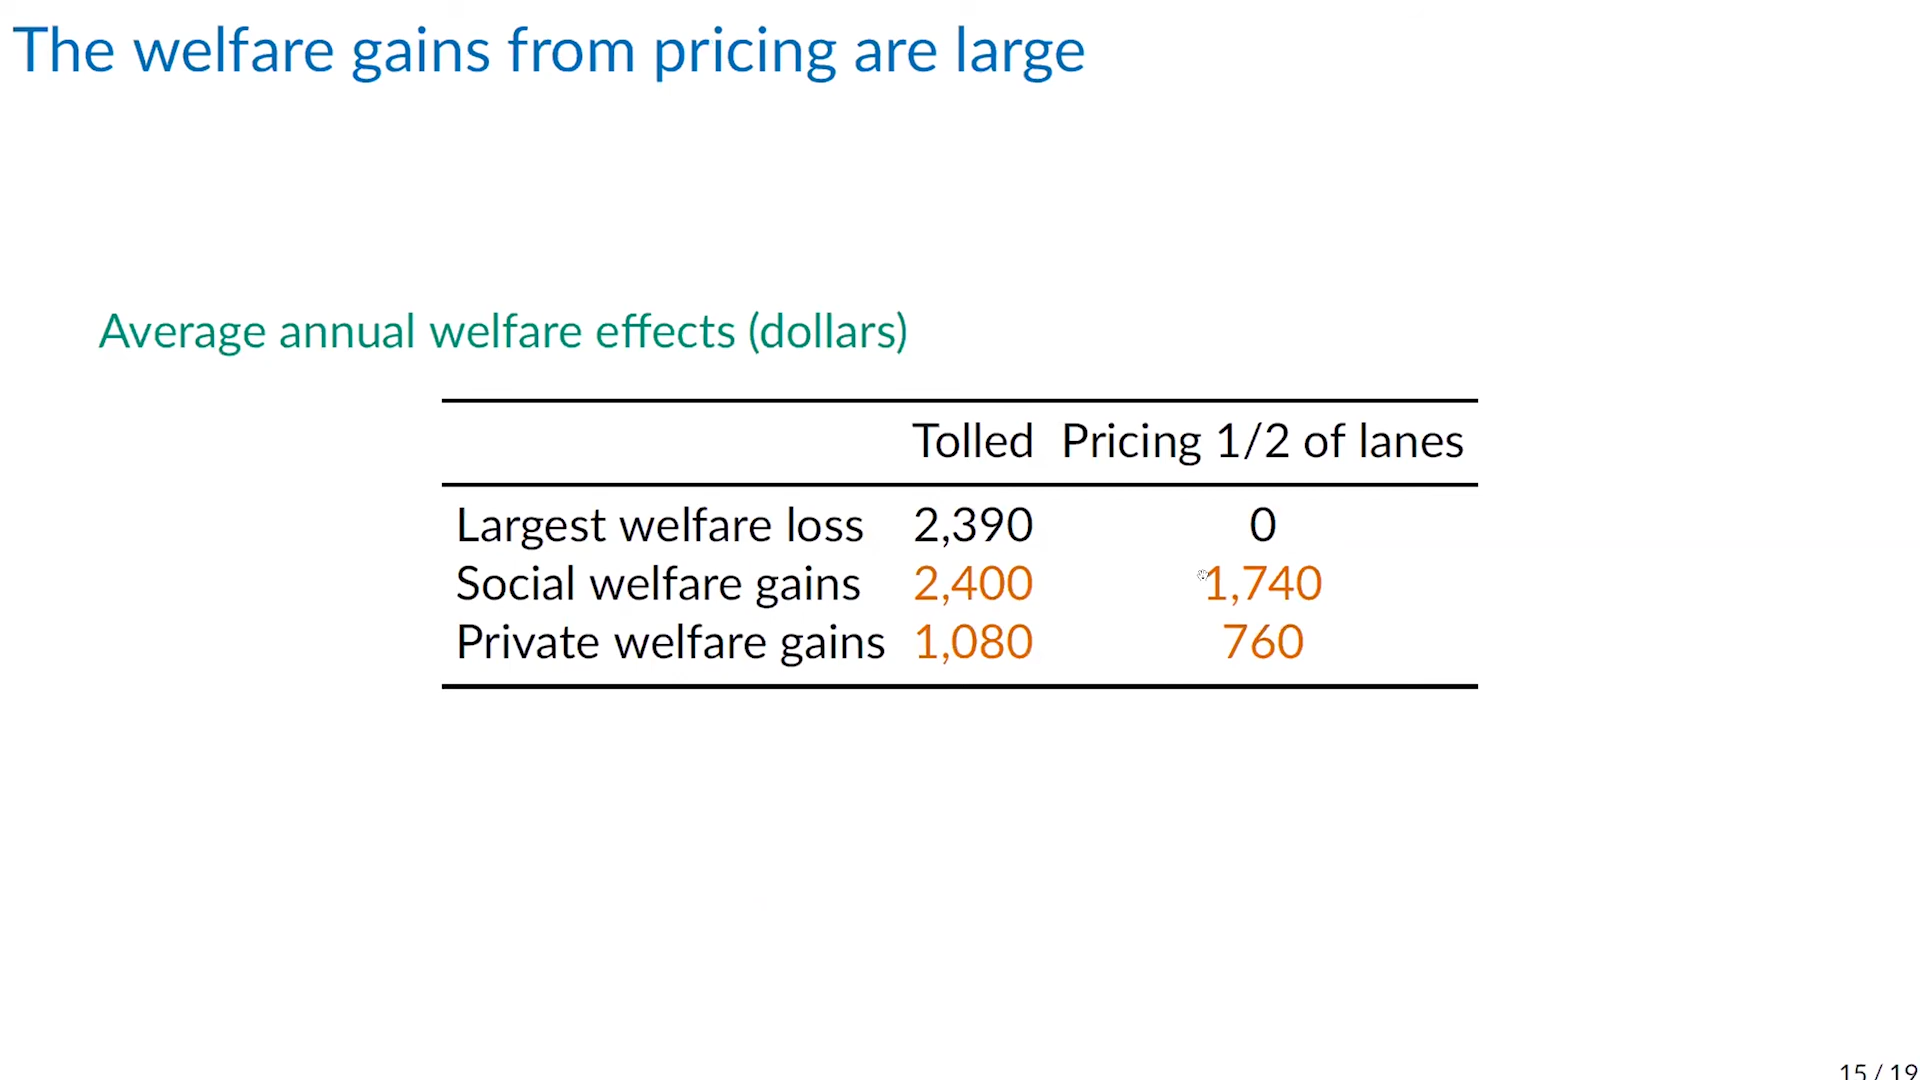 The welfare gains from pricing are large
Average annual welfare effects (dollars)
Tolled Pricing 1/2 of lanes
Largest welfare loss 2,390 0
Social welfare gains 2,400 1,740
Private welfare gains 1,080 760
15 / 19